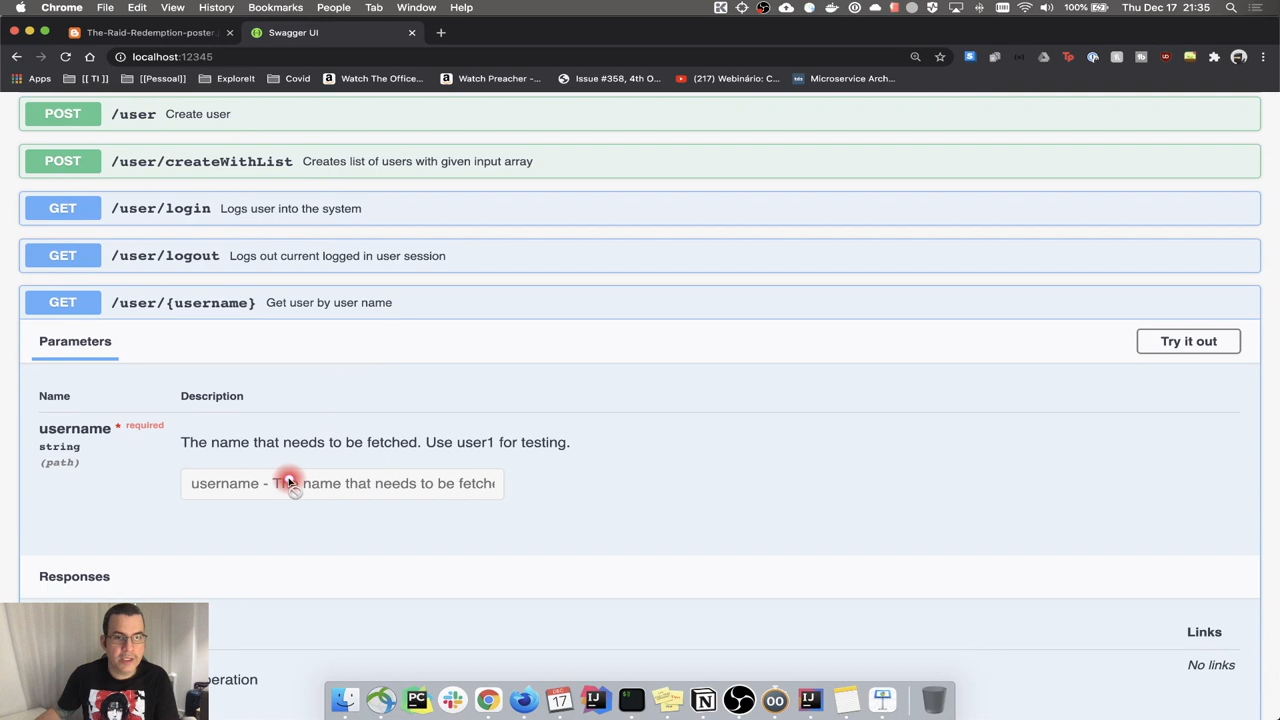 Chrome File Edit View History Bookmarks People Tab Window Help 100% Thu Dec 17 21:35
The-Raid-Redemption-poster. × Swagger UI × +
localhost:12345
Apps [[ TI ]] [[Pessoal]] ExploreIt Covid Watch The Office... Watch Preacher –... Issue #358, 4th O... (217) Webinário: C... Microservice Arch...
POST /user Create user
POST /user/createWithList Creates list of users with given input array
GET /user/login Logs user into the system
GET /user/logout Logs out current logged in user session
GET /user/{username} Get user by user name
Parameters Try it out
Name Description
username * required
string
(path)
The name that needs to be fetched. Use user1 for testing.
username - The name that needs to be fetche
Responses
Links
peration No links